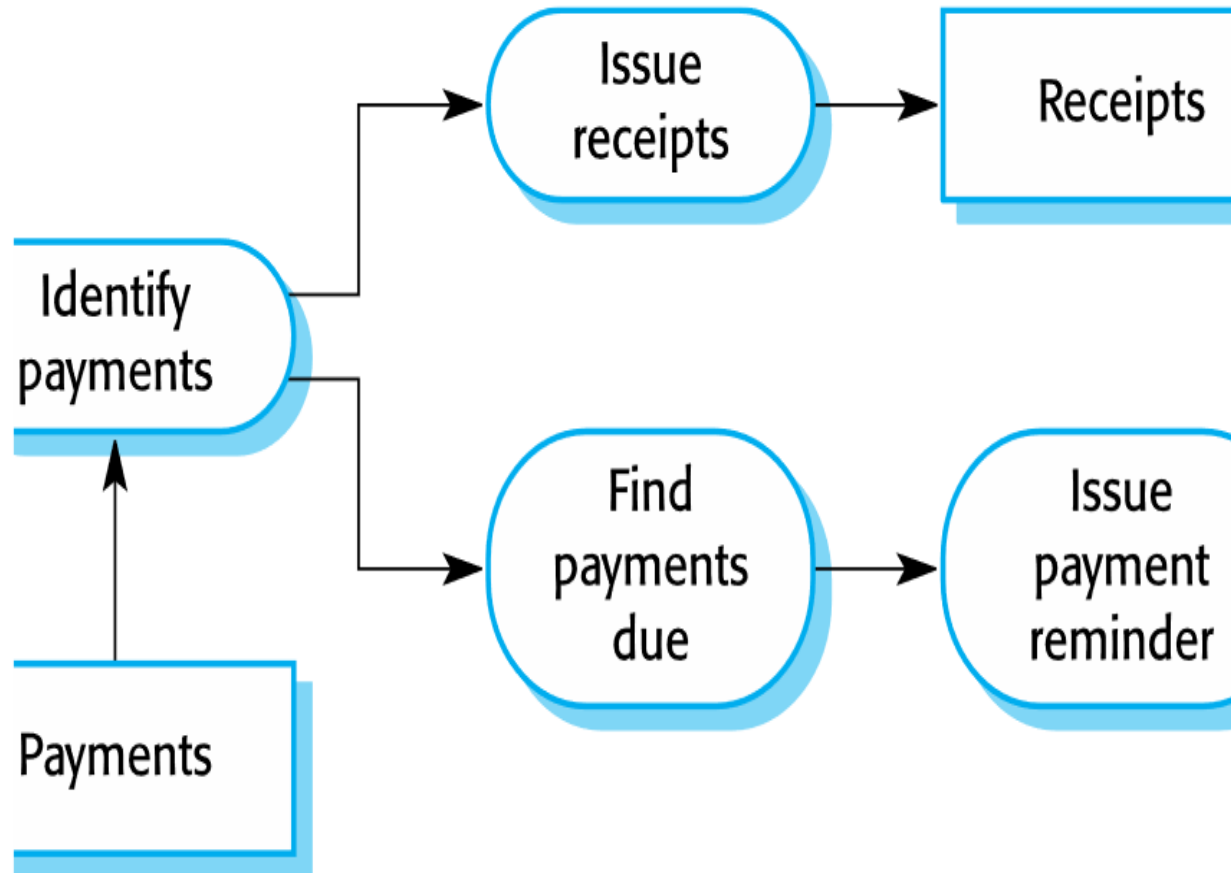 Issue
receipts
Receipts
Identify
payments
Find
payments
due
Issue
payment
reminder
Payments